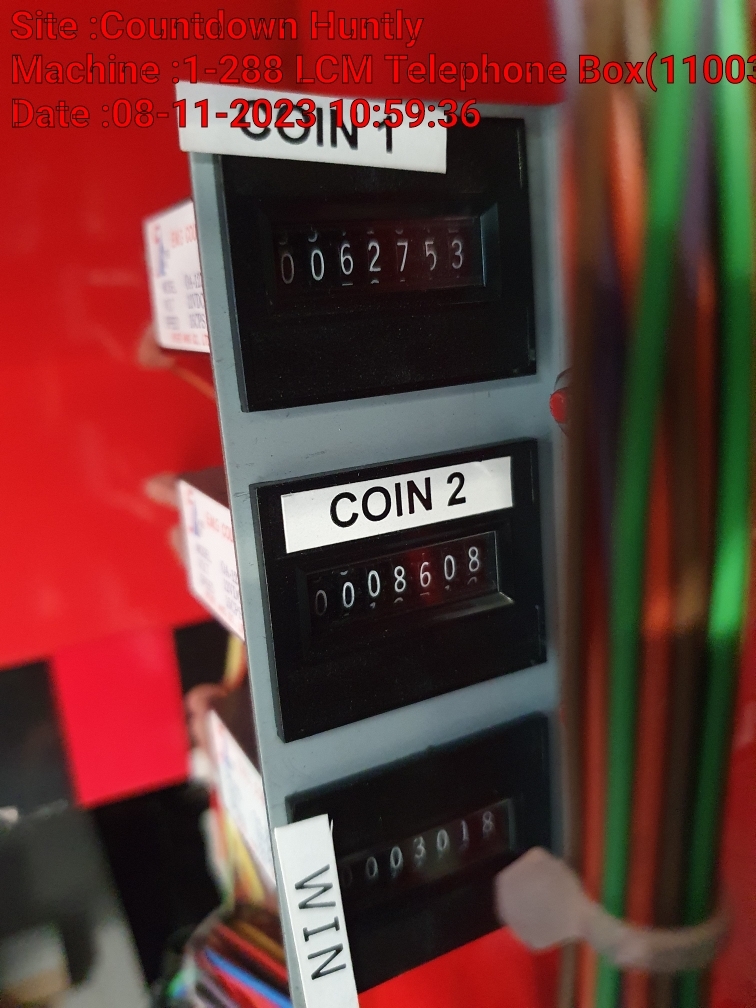 Site :Countdown Huntly
Machine :1-288 LCM Telephone Box(11003
Date :08-11-2023 10:59:36
COIN 1
0062753
COIN 2
0008608
0003018
WIN